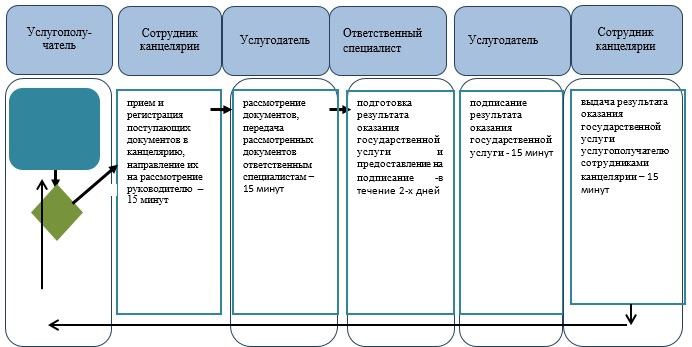 Услугополу-
чатель
Сотрудник
канцелярии
Услугодатель
Ответственный
специалист
Услугодатель
Сотрудник
канцелярии
прием и
регистрация
поступающих
документов в
канцелярию,
направление их
на рассмотрение
руководителю –
15 минут
рассмотрение
документов,
передача
рассмотренных
документов
ответственным
специалистам –
15 минут
подготовка
результата
оказания
государственной
услуги и
предоставление на
подписание -в
течение 2-х дней
подписание
результата
оказания
государственной
услуги - 15 минут
выдача результата
оказания
государственной
услуги
услугополучателю
сотрудниками
канцелярии – 15
минут